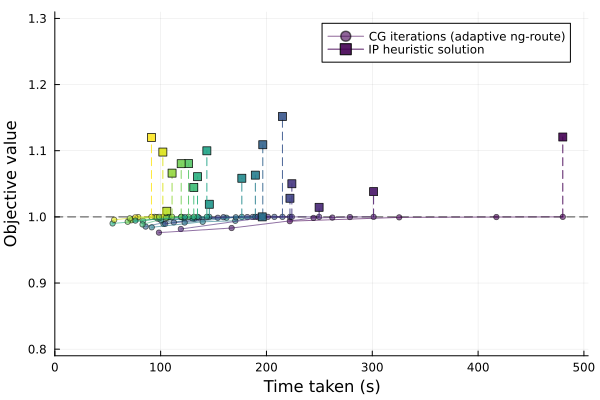 CG iterations (adaptive ng-route)
IP heuristic solution
Objective value
1.3
1.2
1.1
1.0
0.9
0.8
0 100 200 300 400 500
Time taken (s)